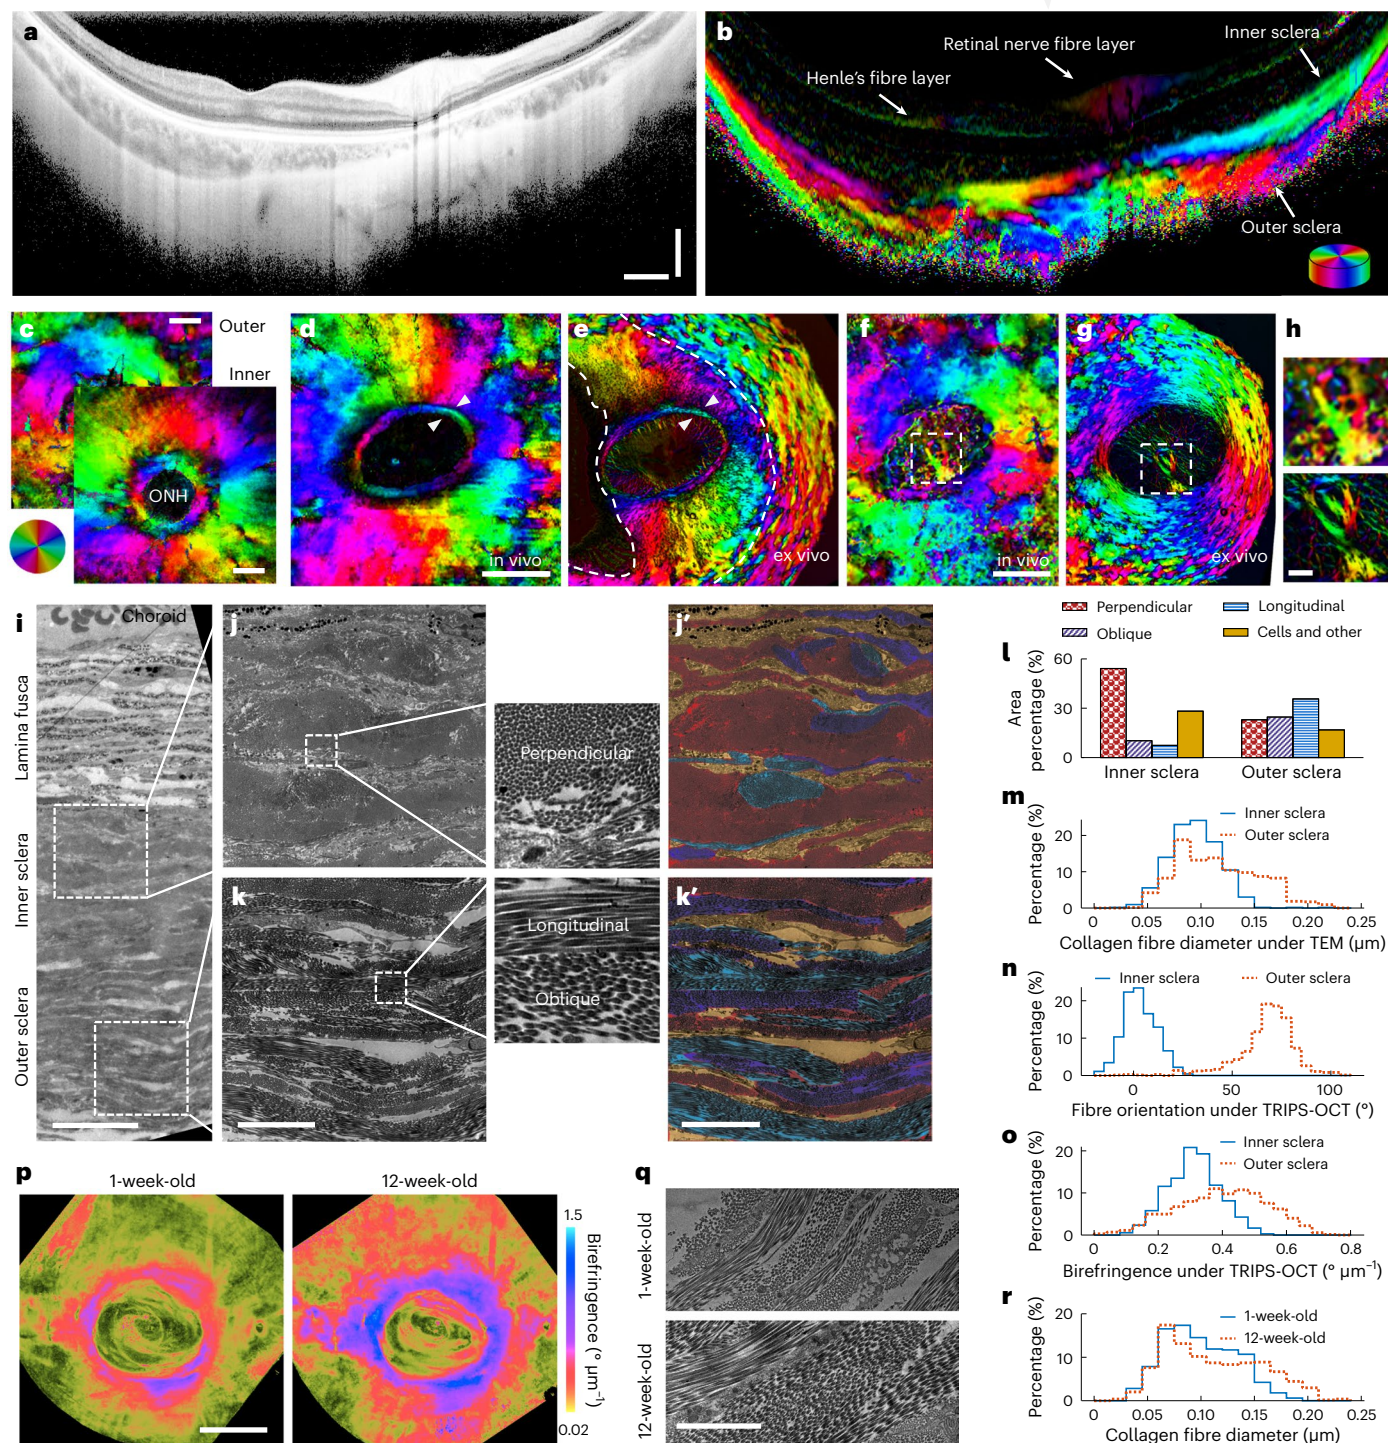 a
b
Retinal nerve fibre layer
Inner sclera
Henle's fibre layer
Outer sclera
c
Outer
Inner
ONH
d
in vivo
e
ex vivo
f
in vivo
g
ex vivo
h
i
Choroid
Lamina fusca
Inner sclera
Outer sclera
j
Perpendicular
j′
k
Longitudinal
Oblique
k′
Perpendicular
Longitudinal
Oblique
Cells and other
l
Area
percentage (%)
60
30
0
Inner sclera
Outer sclera
m
Percentage (%)
20
10
0
Inner sclera
Outer sclera
0
0.05
0.10
0.15
0.20
0.25
Collagen fibre diameter under TEM (μm)
n
Percentage (%)
20
10
0
Inner sclera
Outer sclera
0
50
100
Fibre orientation under TRIPS-OCT (°)
o
Percentage (%)
20
10
0
Inner sclera
Outer sclera
0
0.2
0.4
0.6
0.8
Birefringence under TRIPS-OCT (° μm⁻¹)
p
1-week-old
12-week-old
1.5
Birefringence (° μm⁻¹)
0.02
q
1-week-old
12-week-old
r
Percentage (%)
20
10
0
1-week-old
12-week-old
0
0.05
0.10
0.15
0.20
0.25
Collagen fibre diameter (μm)